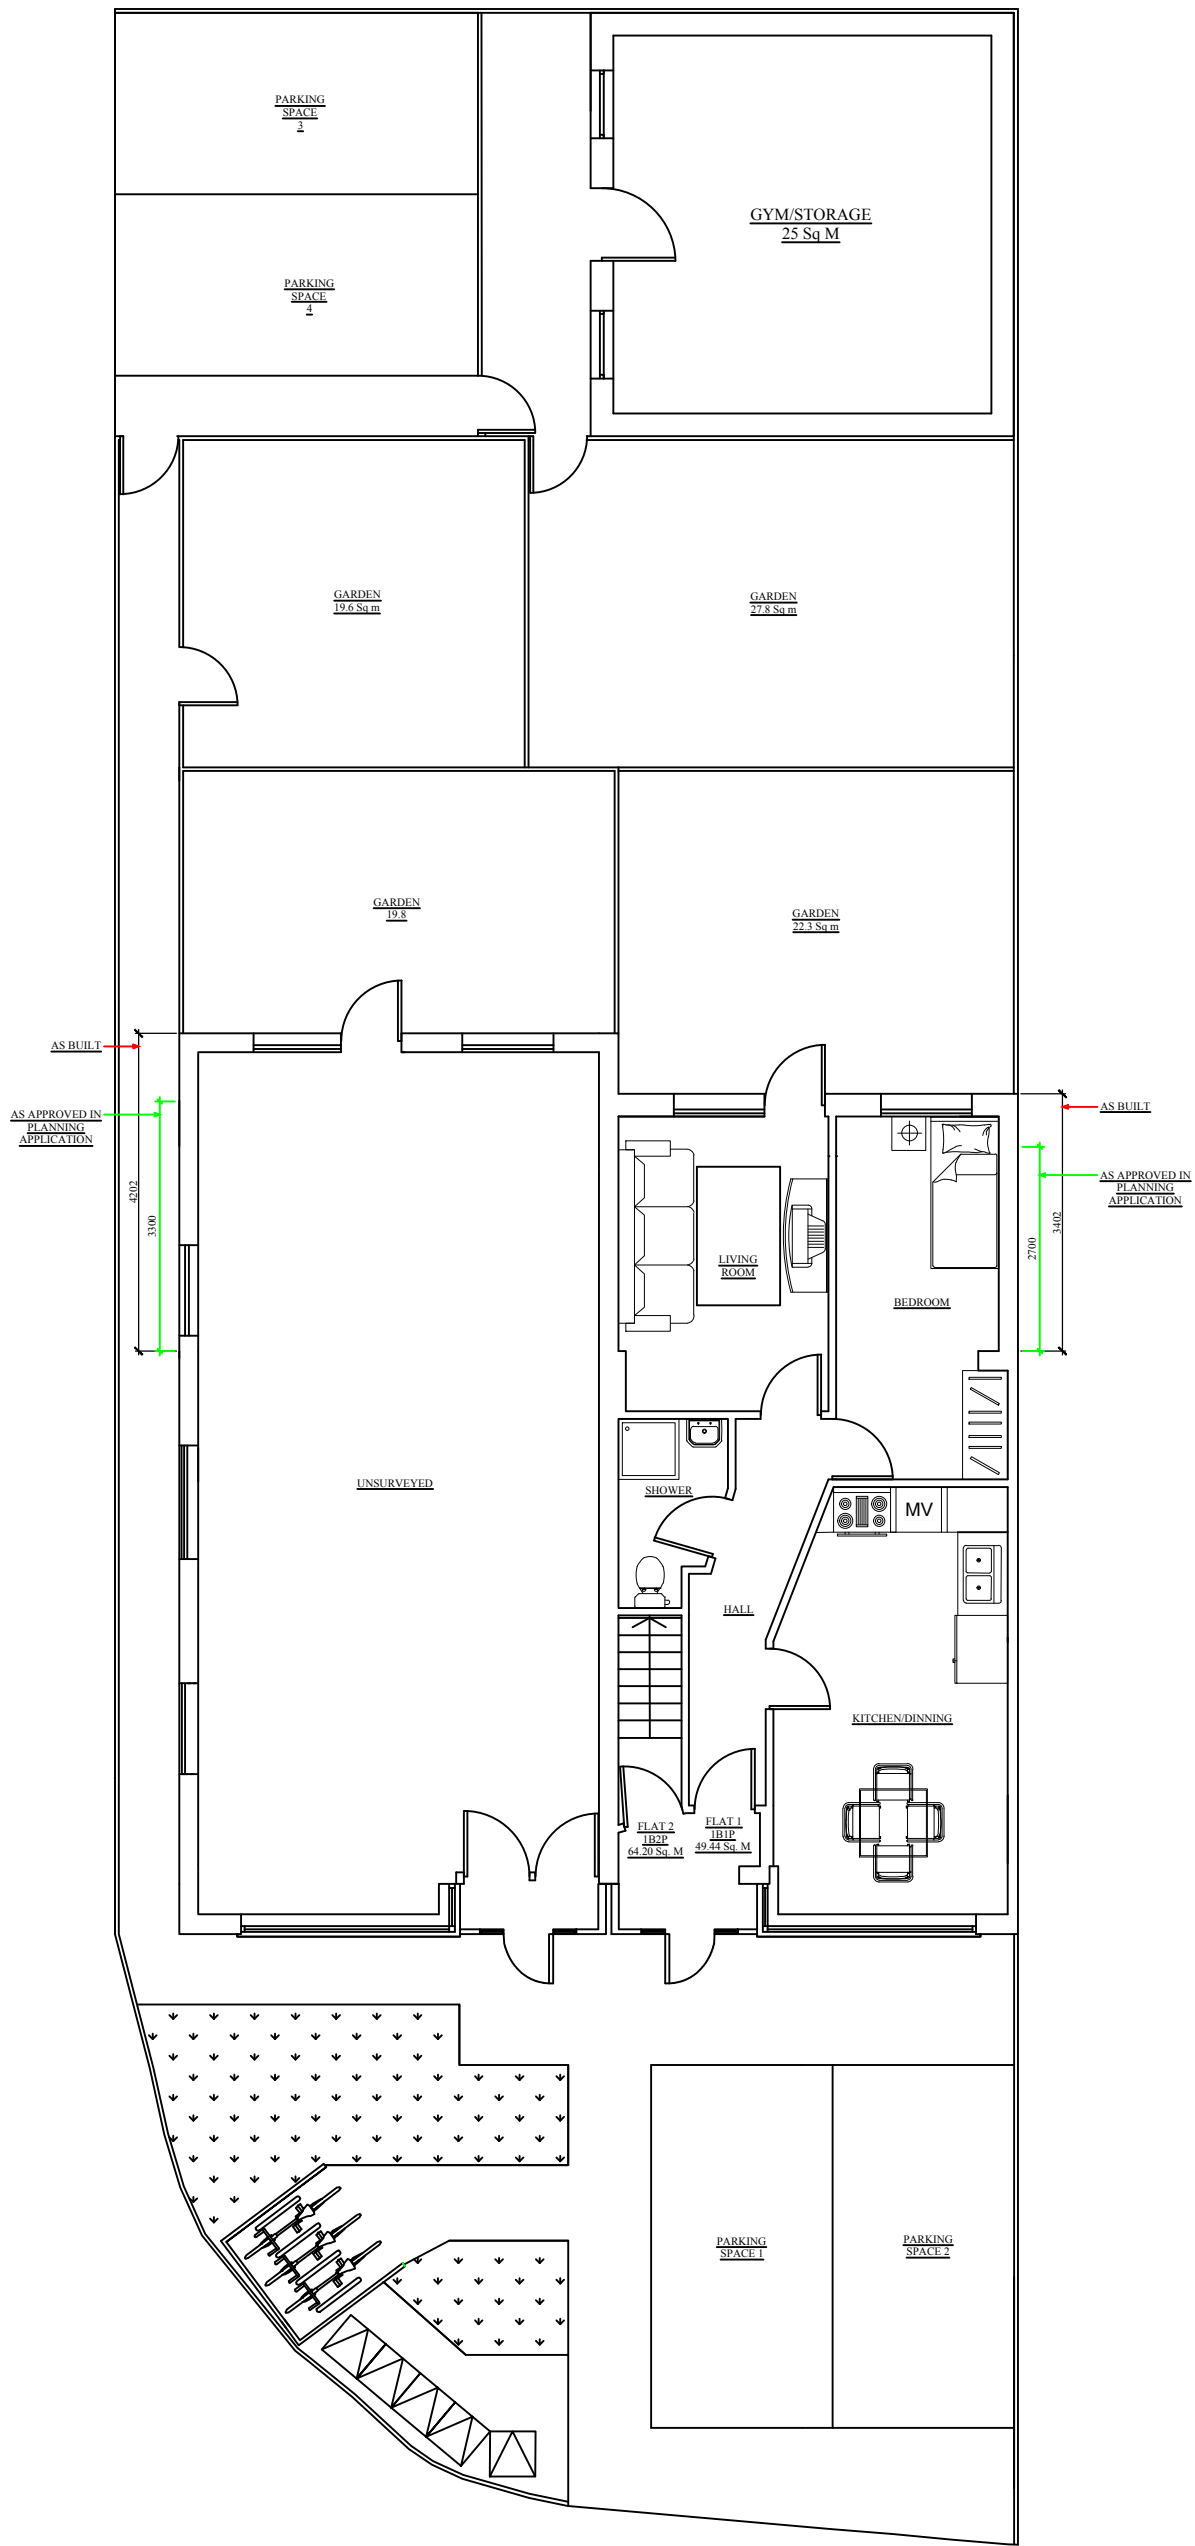 PARKING
SPACE
3
GYM/STORAGE
25 Sq M
PARKING
SPACE
4
GARDEN
19.6 Sq m
GARDEN
27.8 Sq m
GARDEN
19.8
GARDEN
22.3 Sq m
AS BUILT
AS APPROVED IN
PLANNING
APPLICATION
4202
3300
AS BUILT
AS APPROVED IN
PLANNING
APPLICATION
3402
2700
LIVING
ROOM
BEDROOM
UNSURVEYED
SHOWER
MV
HALL
KITCHEN/DINNING
FLAT 2
1B2P
64.20 Sq. M
FLAT 1
1B1P
49.44 Sq. M
PARKING
SPACE 1
PARKING
SPACE 2